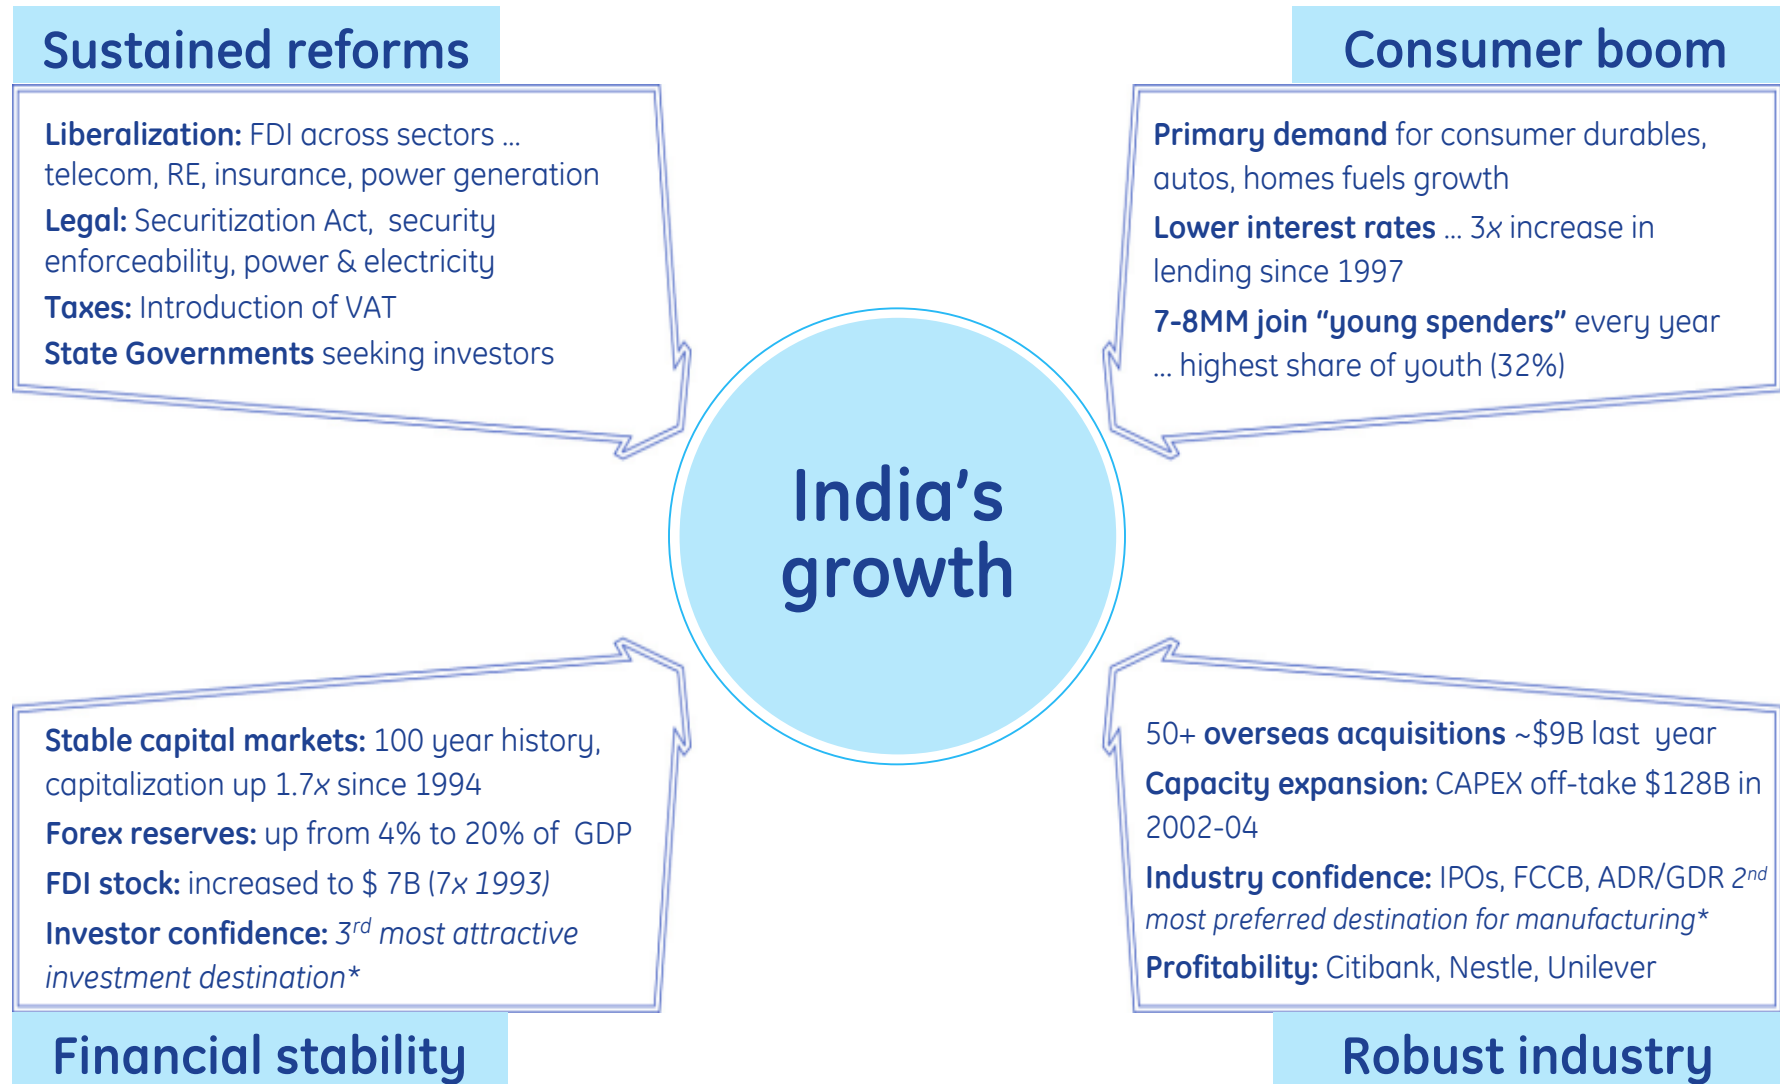 Sustained reforms
Liberalization: FDI across sectors ...
telecom, RE, insurance, power generation
Legal: Securitization Act, security
enforceability, power & electricity
Taxes: Introduction of VAT
State Governments seeking investors
Consumer boom
Primary demand for consumer durables,
autos, homes fuels growth
Lower interest rates ... 3x increase in
lending since 1997
7-8MM join “young spenders” every year
... highest share of youth (32%)
India’s
growth
Stable capital markets: 100 year history,
capitalization up 1.7x since 1994
Forex reserves: up from 4% to 20% of GDP
FDI stock: increased to $ 7B (7x 1993)
Investor confidence: 3rd most attractive
investment destination*
Financial stability
50+ overseas acquisitions ~$9B last year
Capacity expansion: CAPEX off-take $128B in
2002-04
Industry confidence: IPOs, FCCB, ADR/GDR 2nd
most preferred destination for manufacturing*
Profitability: Citibank, Nestle, Unilever
Robust industry